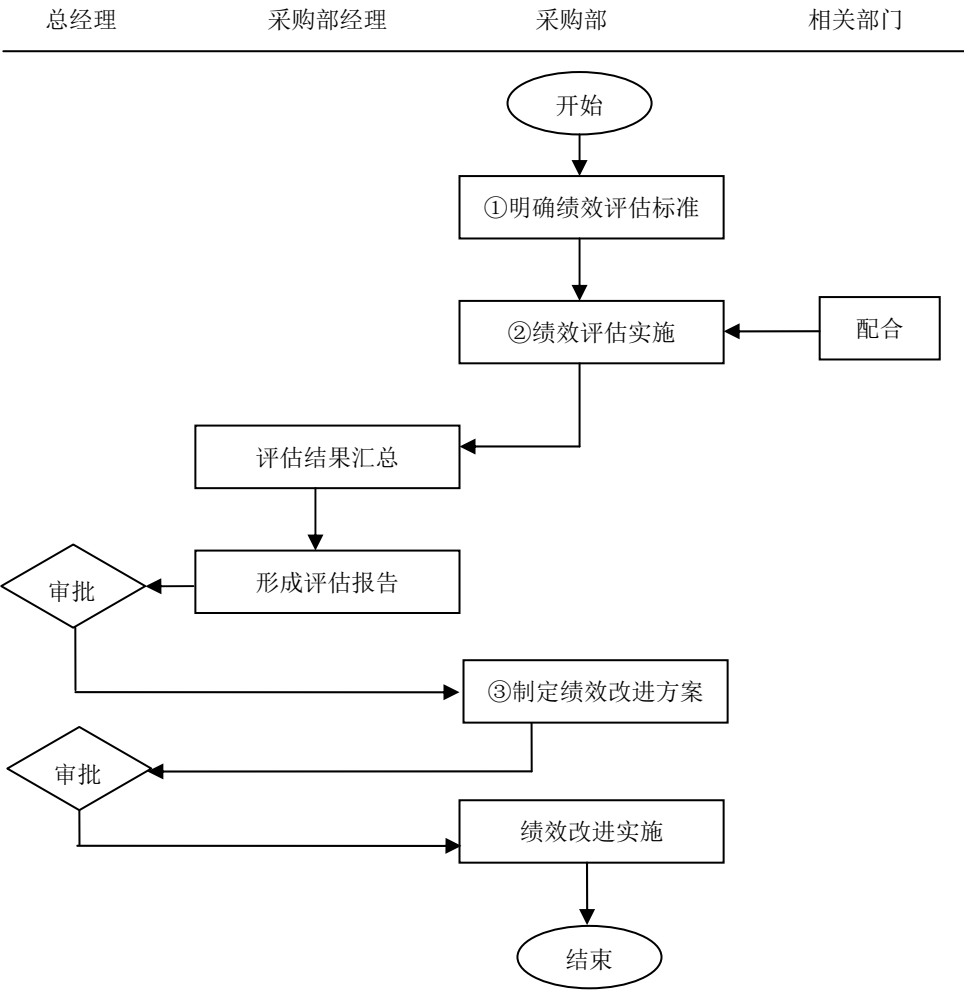 总经理 采购部经理 采购部 相关部门
开始
①明确绩效评估标准
②绩效评估实施 配合
评估结果汇总
审批 形成评估报告
③制定绩效改进方案
审批
绩效改进实施
结束